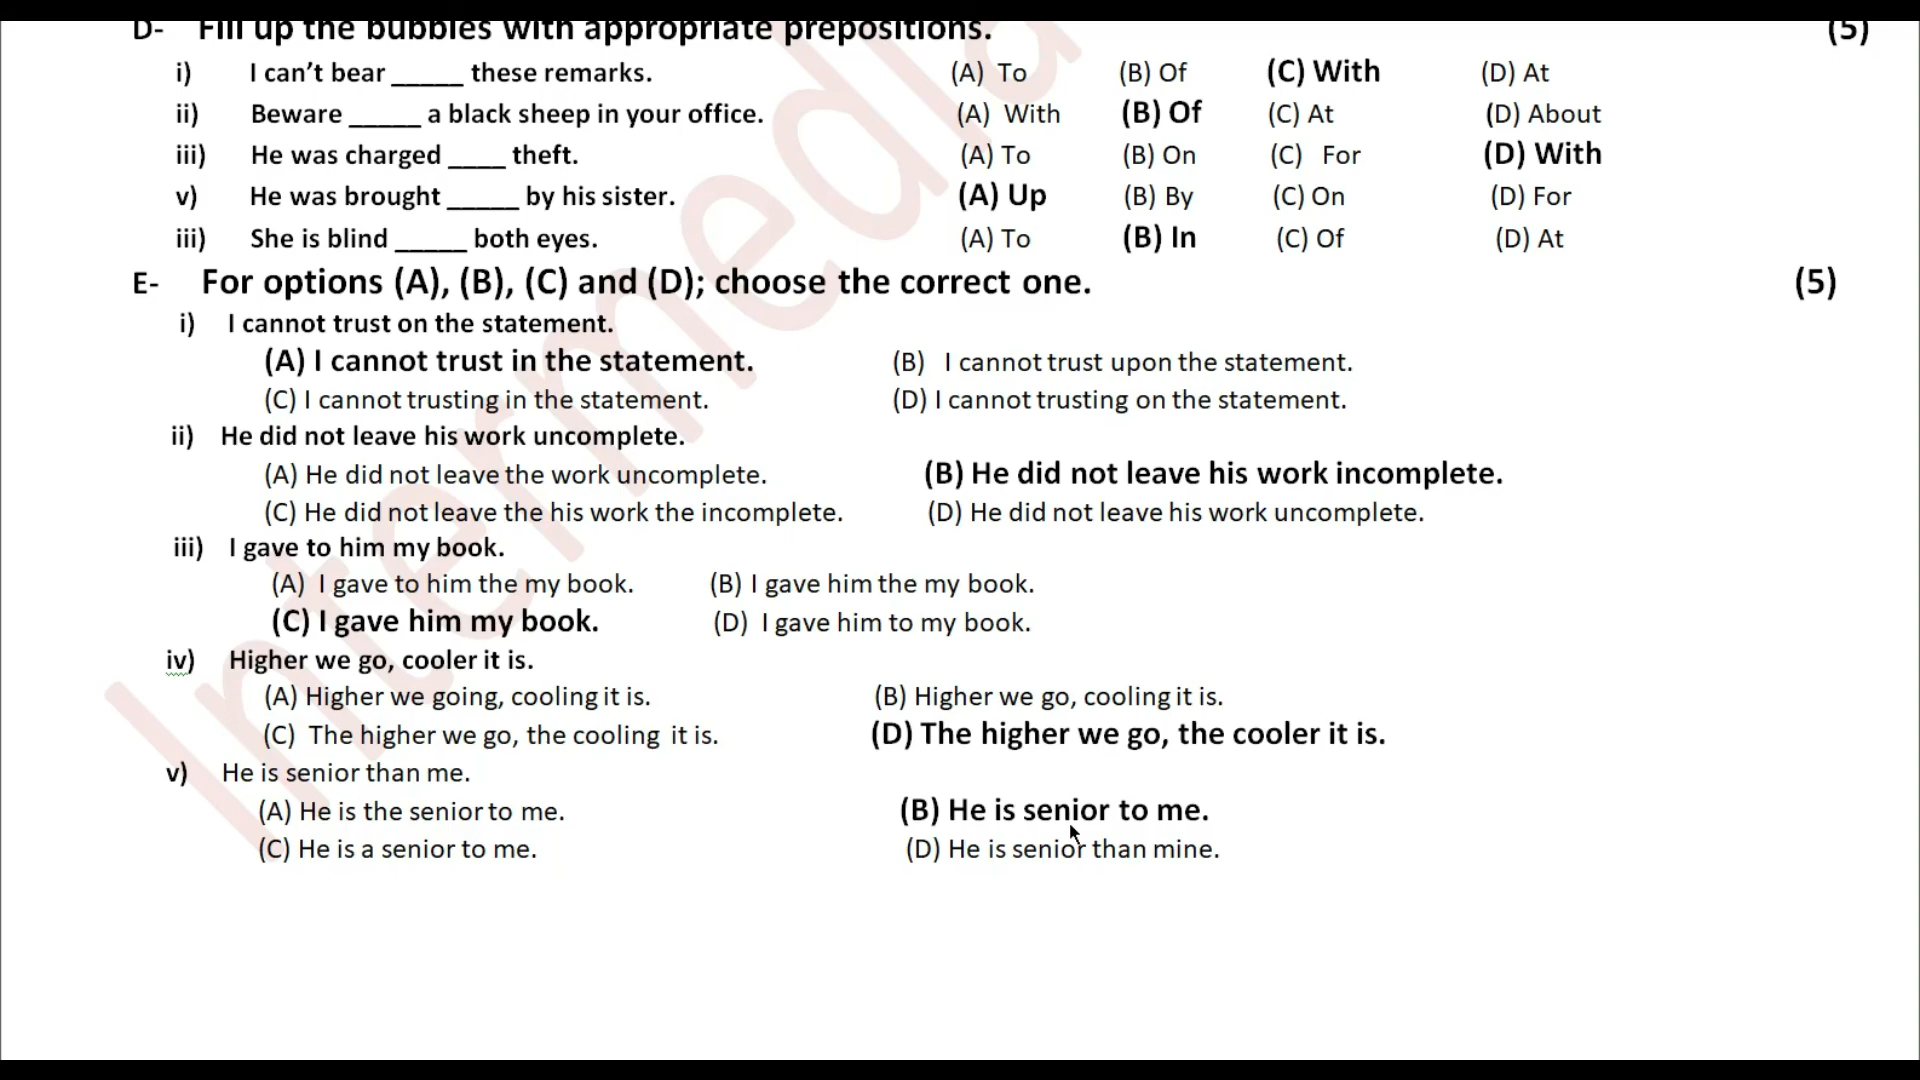 D- Fill up the bubbles with appropriate prepositions. (5)
i) I can't bear _____ these remarks. (A) To (B) Of (C) With (D) At
ii) Beware _____ a black sheep in your office. (A) With (B) Of (C) At (D) About
iii) He was charged ____ theft. (A) To (B) On (C) For (D) With
v) He was brought _____ by his sister. (A) Up (B) By (C) On (D) For
iii) She is blind _____ both eyes. (A) To (B) In (C) Of (D) At
E- For options (A), (B), (C) and (D); choose the correct one. (5)
i) I cannot trust on the statement.
(A) I cannot trust in the statement. (B) I cannot trust upon the statement.
(C) I cannot trusting in the statement. (D) I cannot trusting on the statement.
ii) He did not leave his work uncomplete.
(A) He did not leave the work uncomplete. (B) He did not leave his work incomplete.
(C) He did not leave the his work the incomplete. (D) He did not leave his work uncomplete.
iii) I gave to him my book.
(A) I gave to him the my book. (B) I gave him the my book.
(C) I gave him my book. (D) I gave him to my book.
iv) Higher we go, cooler it is.
(A) Higher we going, cooling it is. (B) Higher we go, cooling it is.
(C) The higher we go, the cooling it is. (D) The higher we go, the cooler it is.
v) He is senior than me.
(A) He is the senior to me. (B) He is senior to me.
(C) He is a senior to me. (D) He is senior than mine.